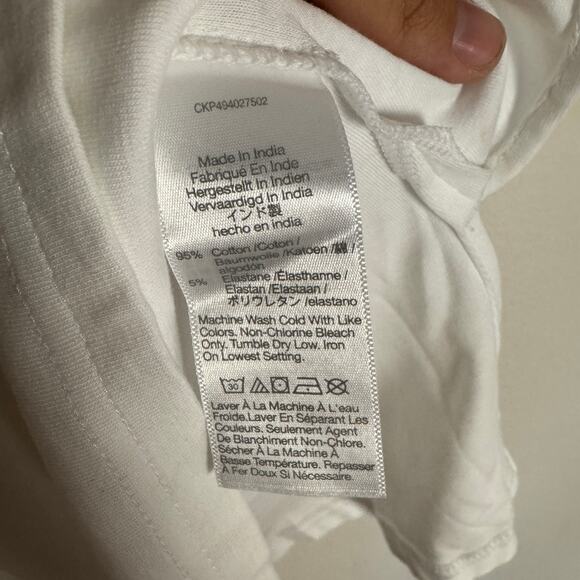 CKP494027502
Made In India
Fabriqué En Inde
Hergestellt In Indien
Vervaardigd In India
インド製
hecho en india
95% Cotton /Coton /
Baumwolle /Katoen /綿 /
algodón
5% Elastane /Élasthanne /
Elastan /Elastaan /
ポリウレタン /elastano
Machine Wash Cold With Like
Colors. Non-Chlorine Bleach
Only. Tumble Dry Low. Iron
On Lowest Setting.
30
Laver À La Machine À L'eau
Froide.Laver En Séparant Les
Couleurs. Seulement Agent
De Blanchiment Non-Chlore.
Sécher À La Machine À
Basse Température. Repasser
À Fer Doux Si Nécessaire.